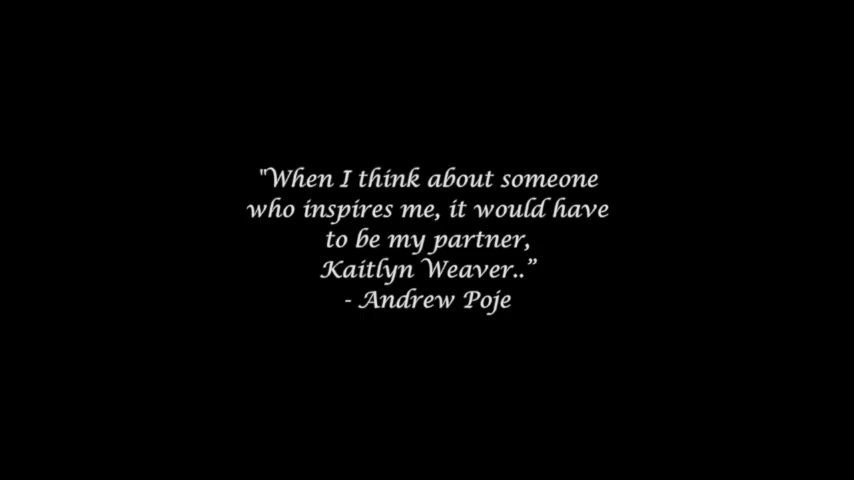 "When I think about someone
who inspires me, it would have
to be my partner,
Kaitlyn Weaver..”
- Andrew Poje